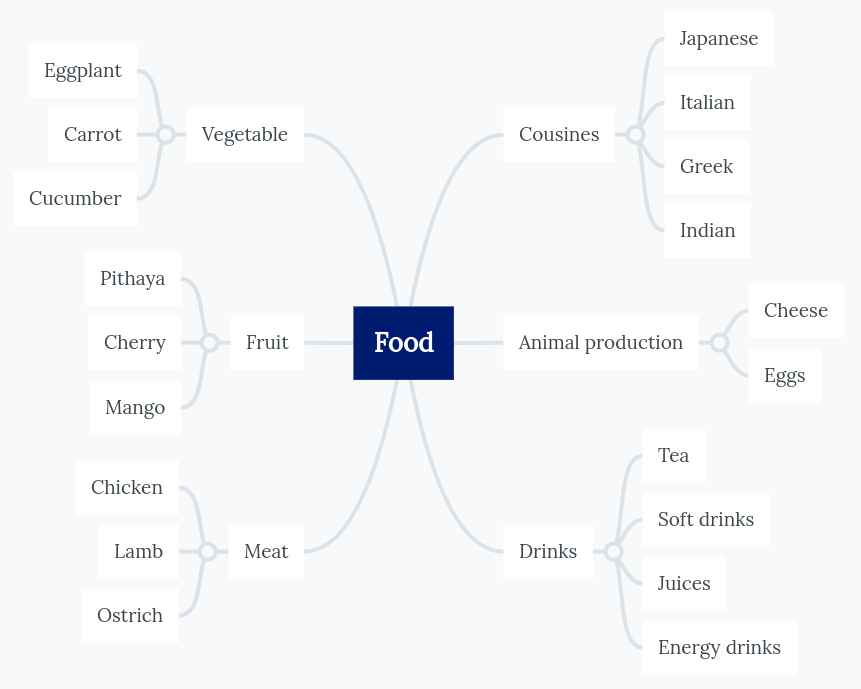 Food
Vegetable
Eggplant
Carrot
Cucumber
Fruit
Pithaya
Cherry
Mango
Meat
Chicken
Lamb
Ostrich
Cousines
Japanese
Italian
Greek
Indian
Animal production
Cheese
Eggs
Drinks
Tea
Soft drinks
Juices
Energy drinks